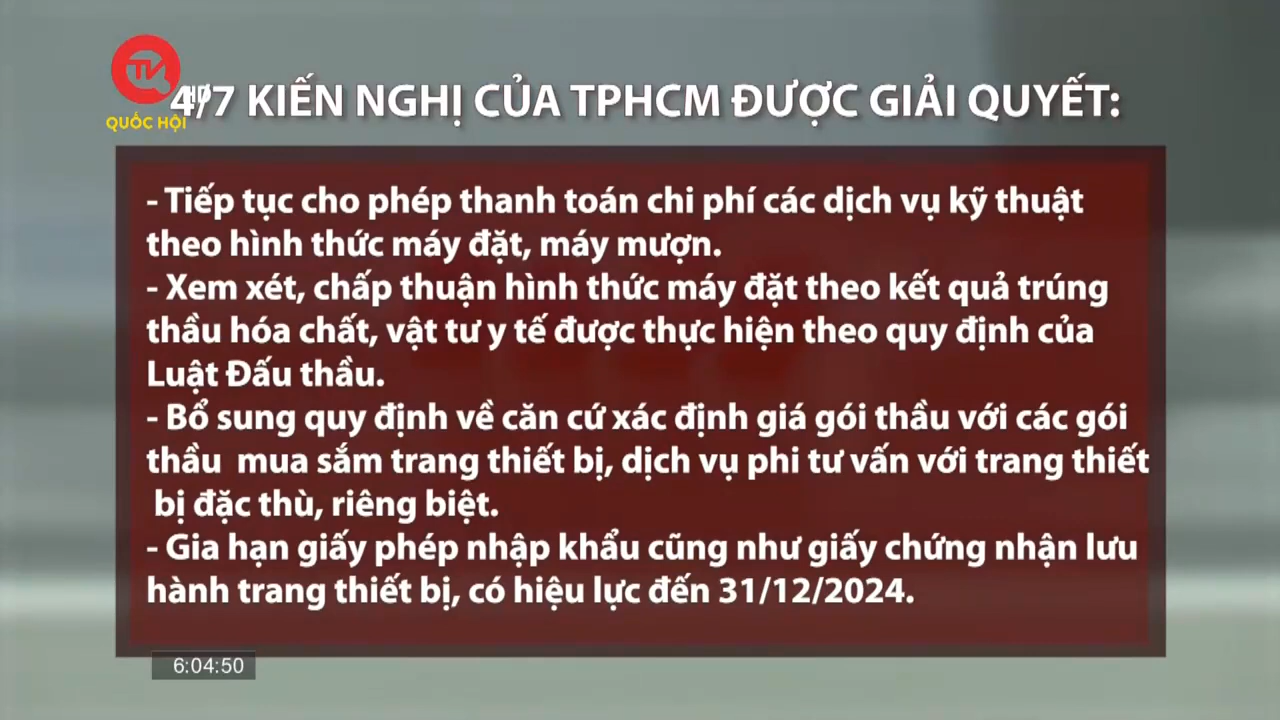 4/7 KIẾN NGHỊ CỦA TPHCM ĐƯỢC GIẢI QUYẾT:
QUỐC HỘI
- Tiếp tục cho phép thanh toán chi phí các dịch vụ kỹ thuật
theo hình thức máy đặt, máy mượn.
- Xem xét, chấp thuận hình thức máy đặt theo kết quả trúng
thầu hóa chất, vật tư y tế được thực hiện theo quy định của
Luật Đấu thầu.
- Bổ sung quy định về căn cứ xác định giá gói thầu với các gói
thầu  mua sắm trang thiết bị, dịch vụ phi tư vấn với trang thiết
bị đặc thù, riêng biệt.
- Gia hạn giấy phép nhập khẩu cũng như giấy chứng nhận lưu
hành trang thiết bị, có hiệu lực đến 31/12/2024.
6:04:50